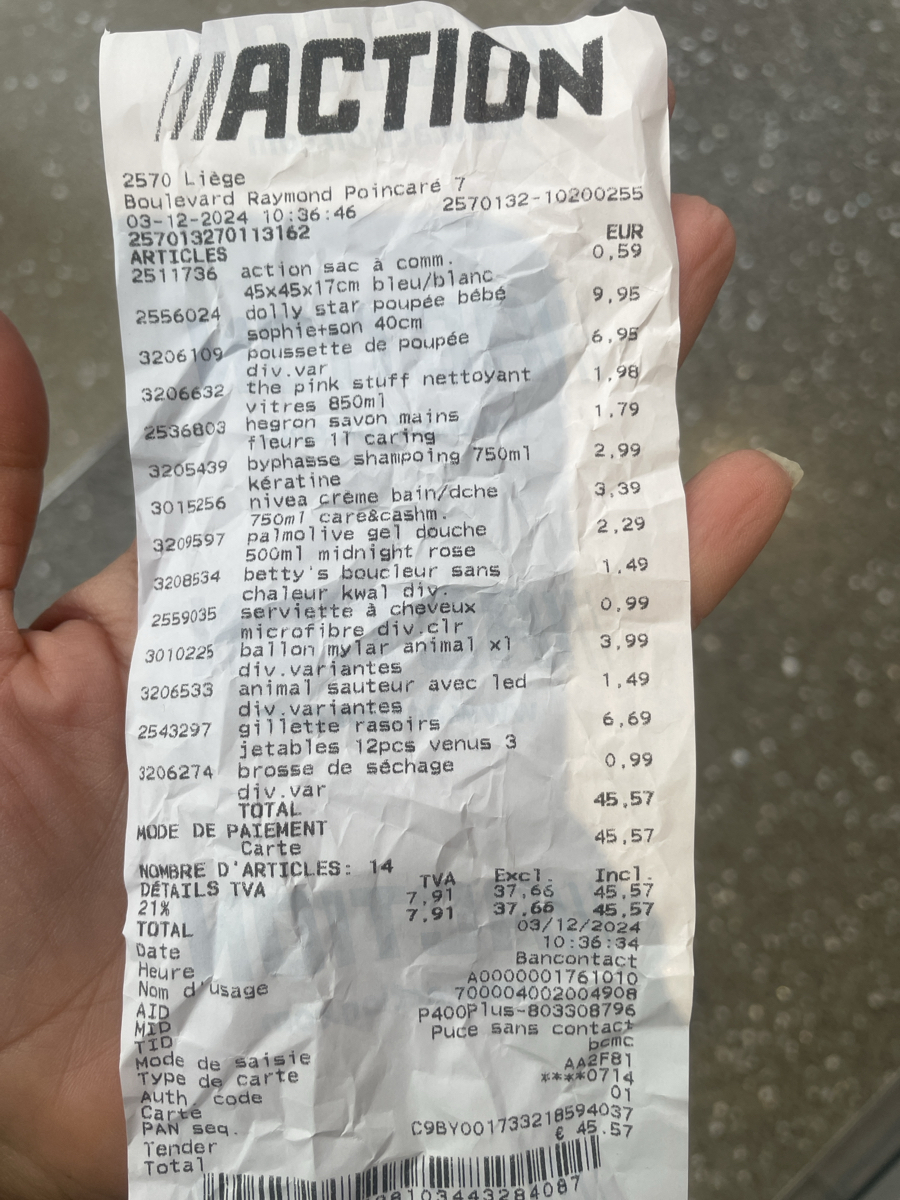 ACTION
2570 Liège
Boulevard Raymond Poincaré 7
03-12-2024 10:36:46 2570132-10200255
257013270113162
ARTICLES EUR
2511736 action sac à comm. 0,59
45x45x17cm bleu/blanc
2556024 dolly star poupée bébé 9,95
sophie+son 40cm
3206109 poussette de poupée 6,95
div.var
3206632 the pink stuff nettoyant 1,98
vitres 850ml
2536803 hegron savon mains 1,79
fleurs 1l caring
3205439 byphasse shampoing 750ml 2,99
kératine
3015256 nivea crème bain/dche 3,39
750ml care&cashm.
3209597 palmolive gel douche 2,29
500ml midnight rose
3208534 betty's boucleur sans 1,49
chaleur kwal div.
2559035 serviette à cheveux 0,99
microfibre div.clr
3010225 ballon mylar animal xl 3,99
div.variantes
3206533 animal sauteur avec led 1,49
div.variantes
2543297 gillette rasoirs 6,69
jetables 12pcs venus 3
3206274 brosse de séchage 0,99
div.var
TOTAL 45,57
MODE DE PAIEMENT
Carte 45,57
NOMBRE D'ARTICLES: 14
DÉTAILS TVA TVA Excl. Incl.
21% 7,91 37,66 45,57
TOTAL 7,91 37,66 45,57
Date 03/12/2024
Heure 10:36:34
Nom d'usage Bancontact
AID A0000001761010
MID 700004002004908
TID P400Plus-803308796
Mode de saisie Puce sans contact
Type de carte bcmc
Auth. code AA2F81
Carte ****0714
PAN seq. 01
Tender C9BY001733218594037
Total € 45.57